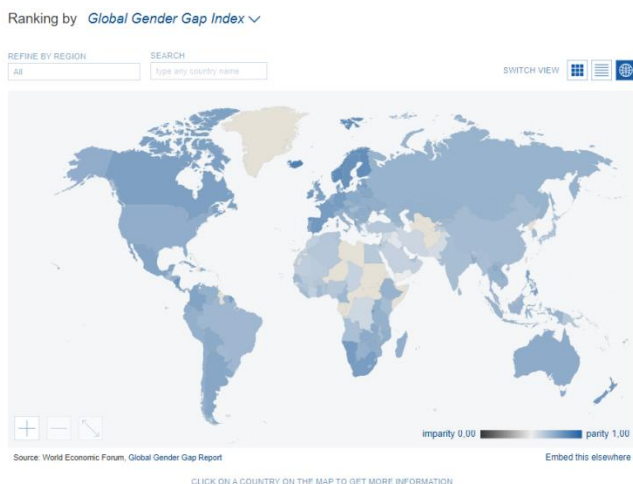 Ranking by Global Gender Gap Index
REFINE BY REGION
SEARCH
All
type any country name
SWITCH VIEW
imparity 0,00
parity 1,00
Source: World Economic Forum, Global Gender Gap Report
Embed this elsewhere
CLICK ON A COUNTRY ON THE MAP TO GET MORE INFORMATION